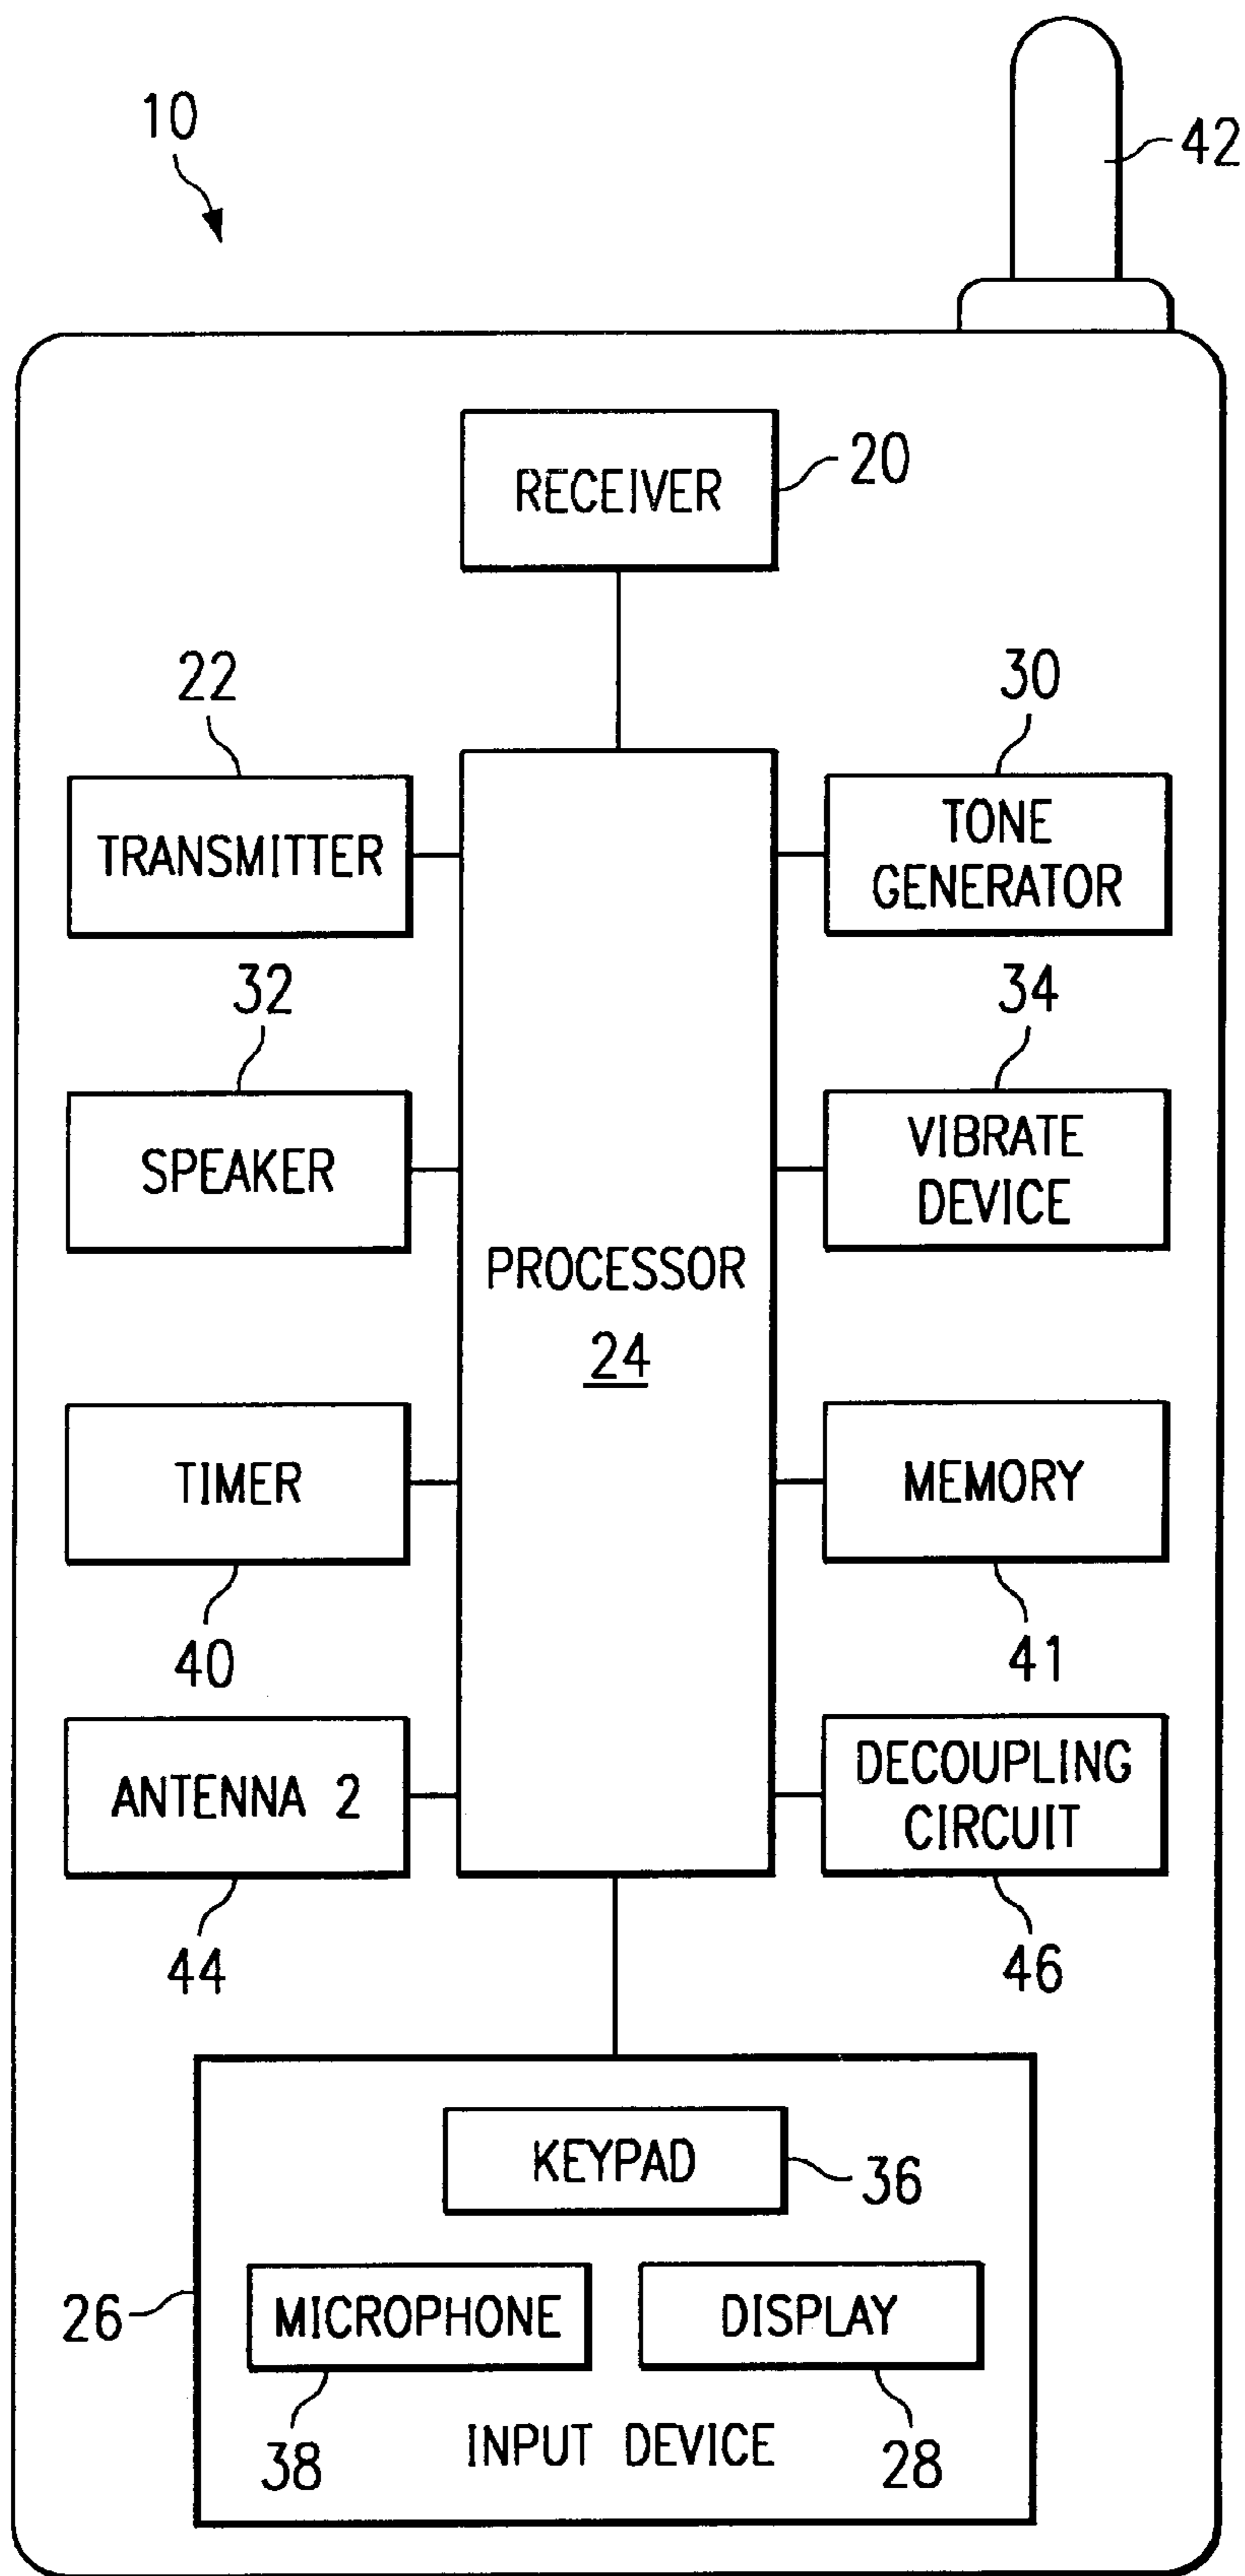 10
42
RECEIVER
20
22
30
TRANSMITTER
TONE
GENERATOR
32
34
SPEAKER
VIBRATE
DEVICE
PROCESSOR
24
TIMER
MEMORY
40
41
ANTENNA 2
DECOUPLING
CIRCUIT
44
46
KEYPAD
36
26
MICROPHONE
DISPLAY
38
INPUT DEVICE
28